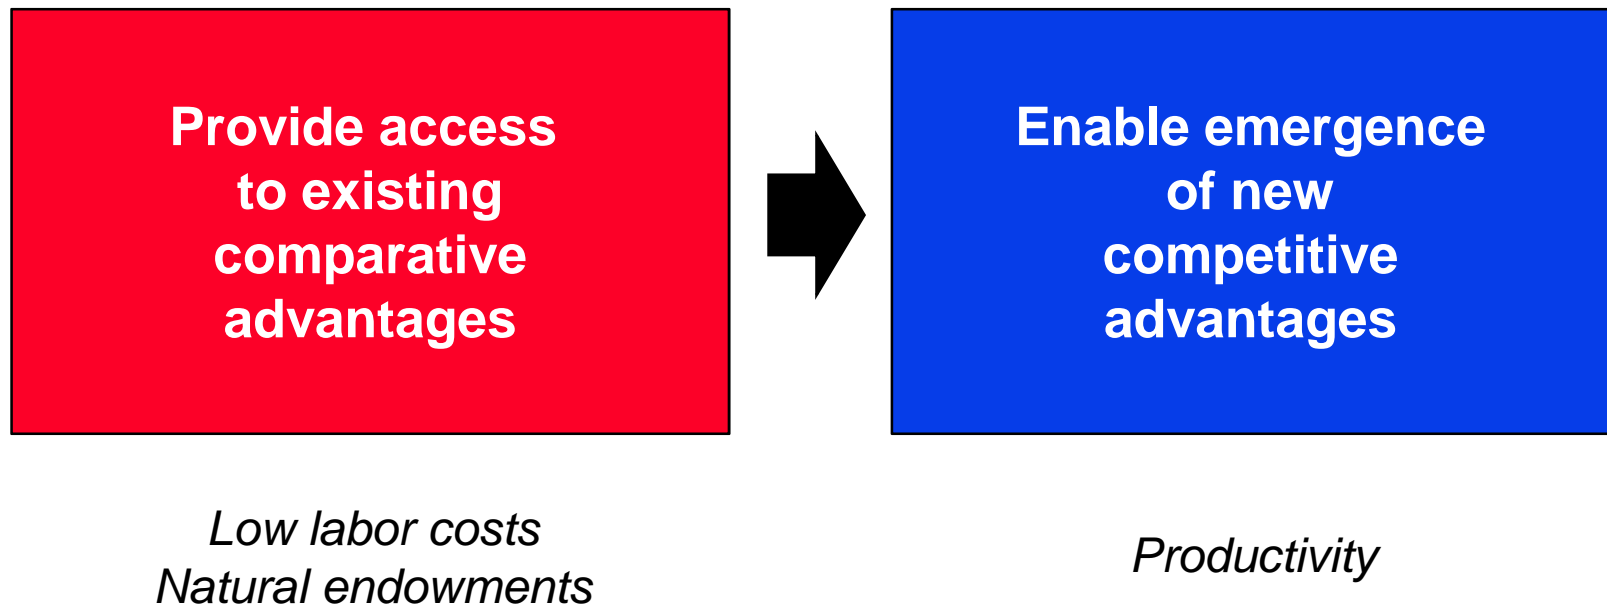 Provide access
to existing
comparative
advantages
Enable emergence
of new
competitive
advantages
Low labor costs
Natural endowments
Productivity